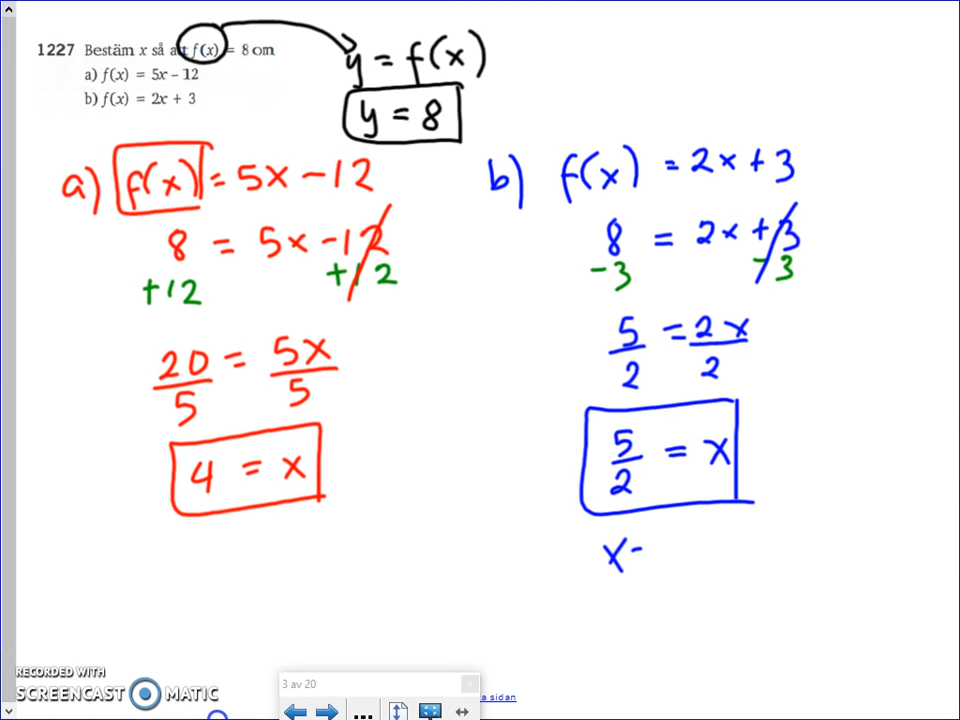 1227 Bestäm x så att f(x) = 8 om
a) f(x) = 5x – 12
b) f(x) = 2x + 3
y = f(x)
y = 8
a) f(x) = 5x - 12
8 = 5x - 12
+12 +12
20/5 = 5x/5
4 = x
b) f(x) = 2x + 3
8 = 2x + 3
-3 -3
5/2 = 2x/2
5/2 = x
x =
RECORDED WITH
SCREENCAST MATIC
3 av 20
a sidan